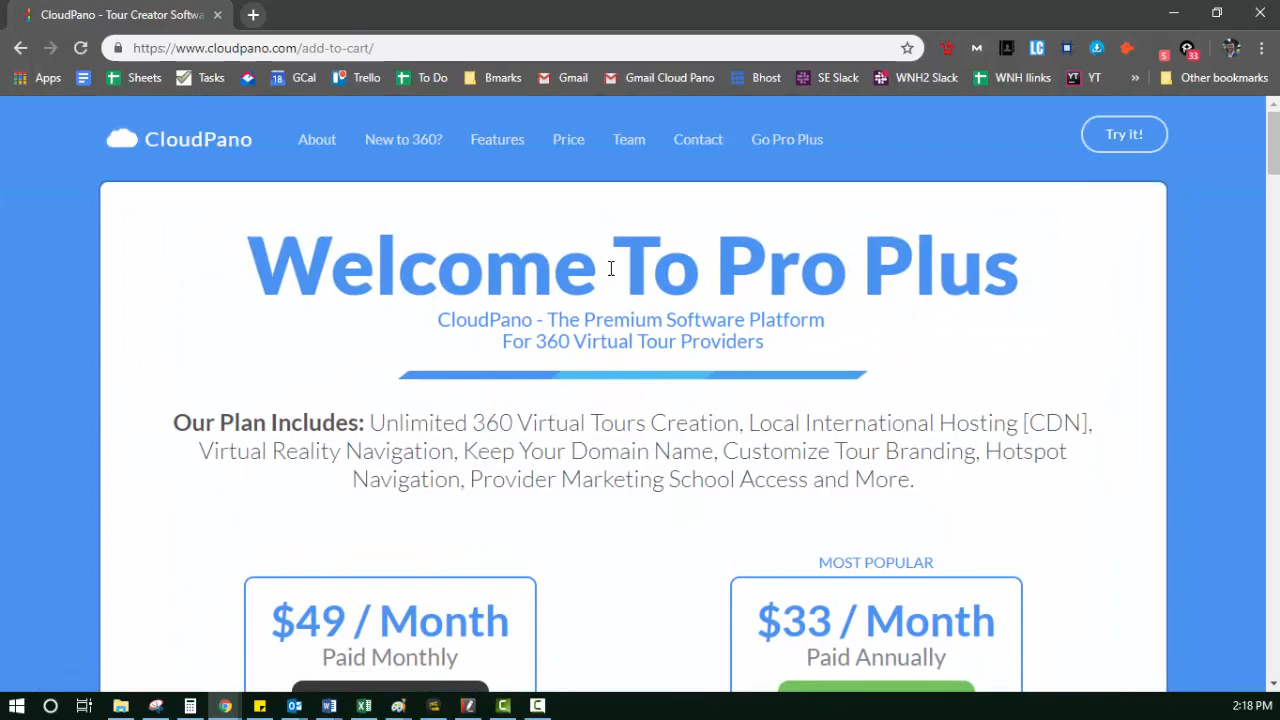 CloudPano - Tour Creator Softwa
https://www.cloudpano.com/add-to-cart/
Apps Sheets Tasks GCal Trello To Do Bmarks Gmail Gmail Cloud Pano Bhost SE Slack WNH2 Slack WNH Ilinks YT » Other bookmarks
CloudPano About New to 360? Features Price Team Contact Go Pro Plus Try it!
Welcome To Pro Plus
CloudPano - The Premium Software Platform
For 360 Virtual Tour Providers
Our Plan Includes: Unlimited 360 Virtual Tours Creation, Local International Hosting [CDN],
Virtual Reality Navigation, Keep Your Domain Name, Customize Tour Branding, Hotspot
Navigation, Provider Marketing School Access and More.
MOST POPULAR
$49 / Month $33 / Month
Paid Monthly Paid Annually
2:18 PM